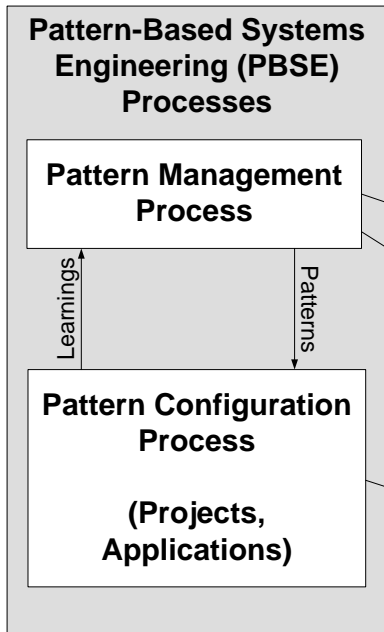 Pattern-Based Systems
Engineering (PBSE)
Processes
Pattern Management
Process
Learnings
Patterns
Pattern Configuration
Process
(Projects,
Applications)